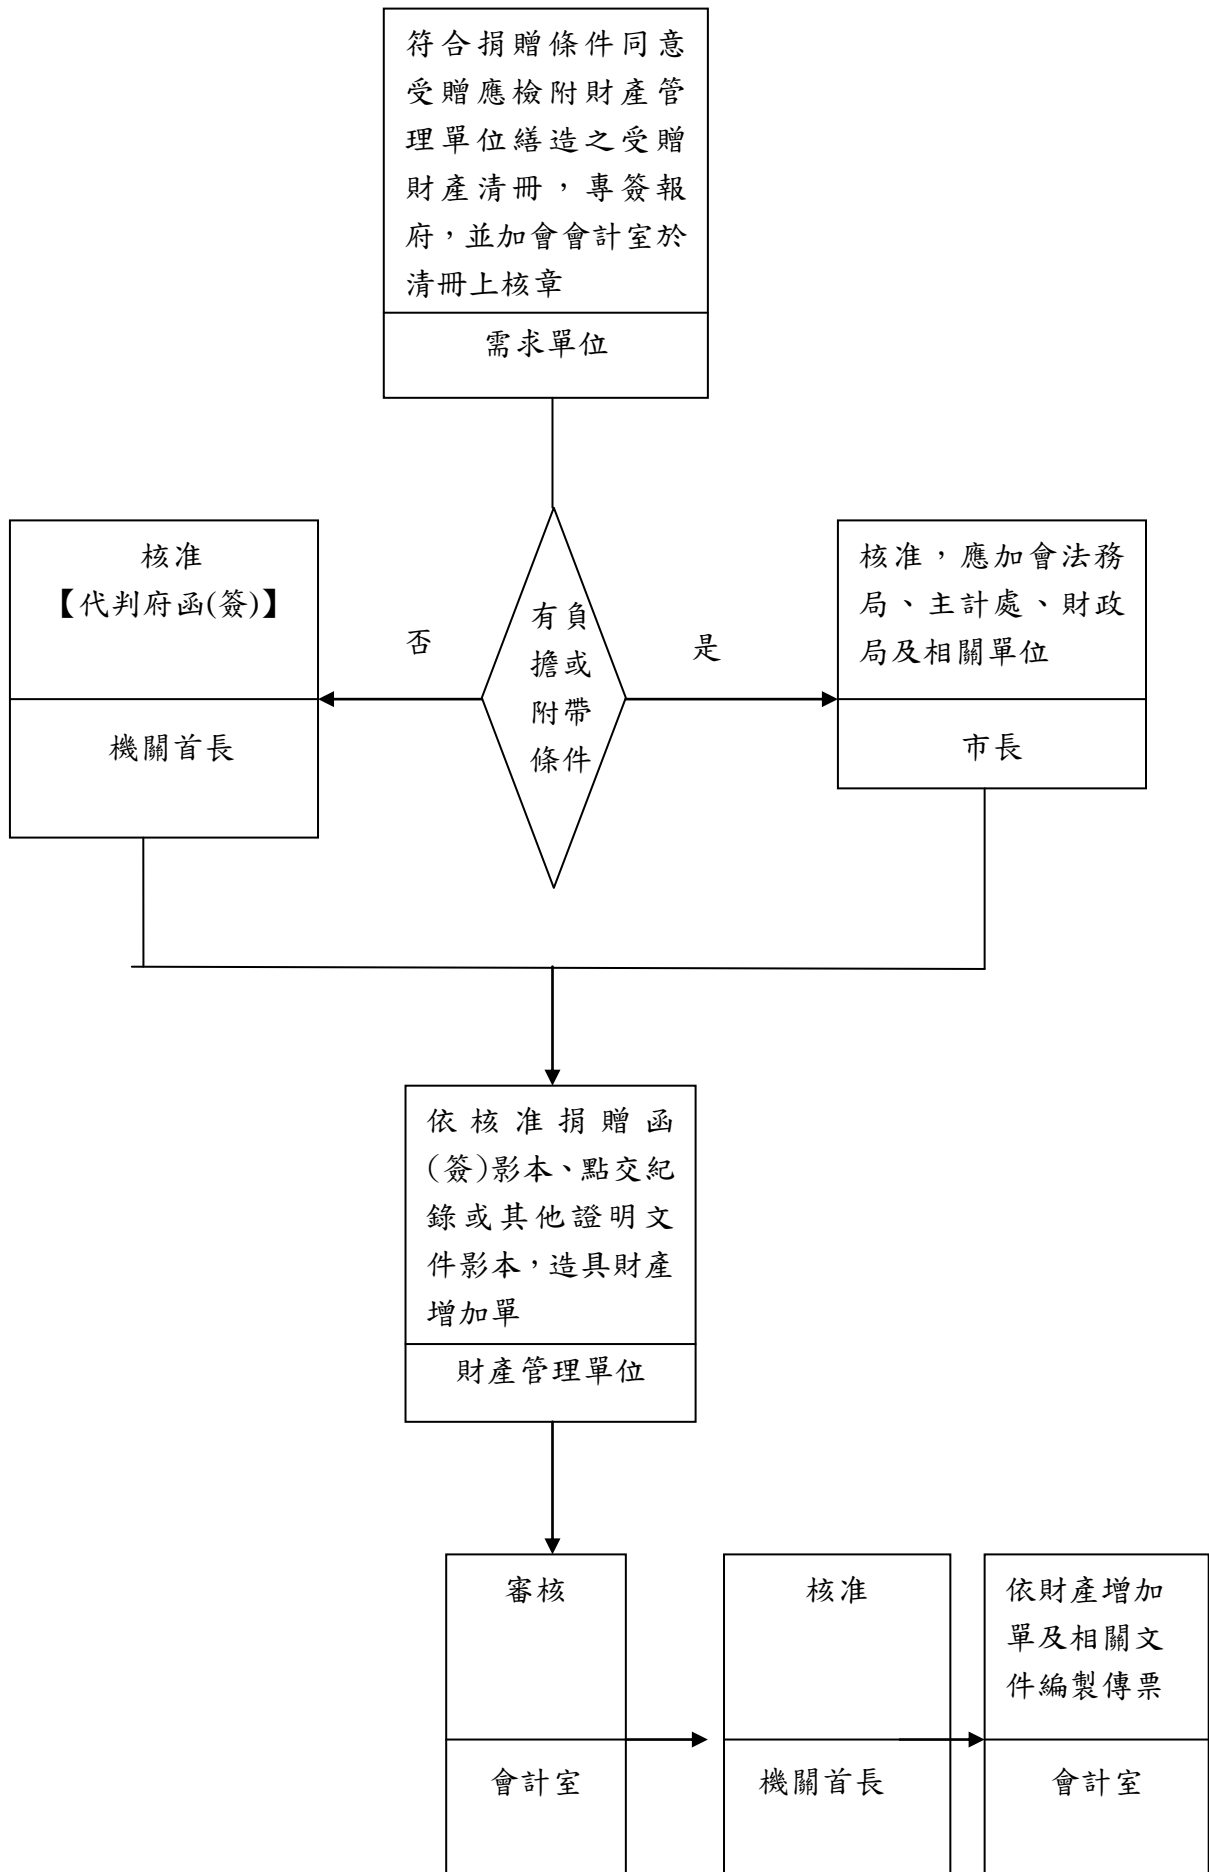 符合捐贈條件同意
受贈應檢附財產管
理單位繕造之受贈
財產清冊，專簽報
府，並加會會計室於
清冊上核章
需求單位
核准
【代判府函(簽)】
機關首長
否
有負
擔或
附帶
條件
是
核准，應加會法務
局、主計處、財政
局及相關單位
市長
依核准捐贈函
(簽)影本、點交紀
錄或其他證明文
件影本，造具財產
增加單
財產管理單位
審核
會計室
核准
機關首長
依財產增加
單及相關文
件編製傳票
會計室